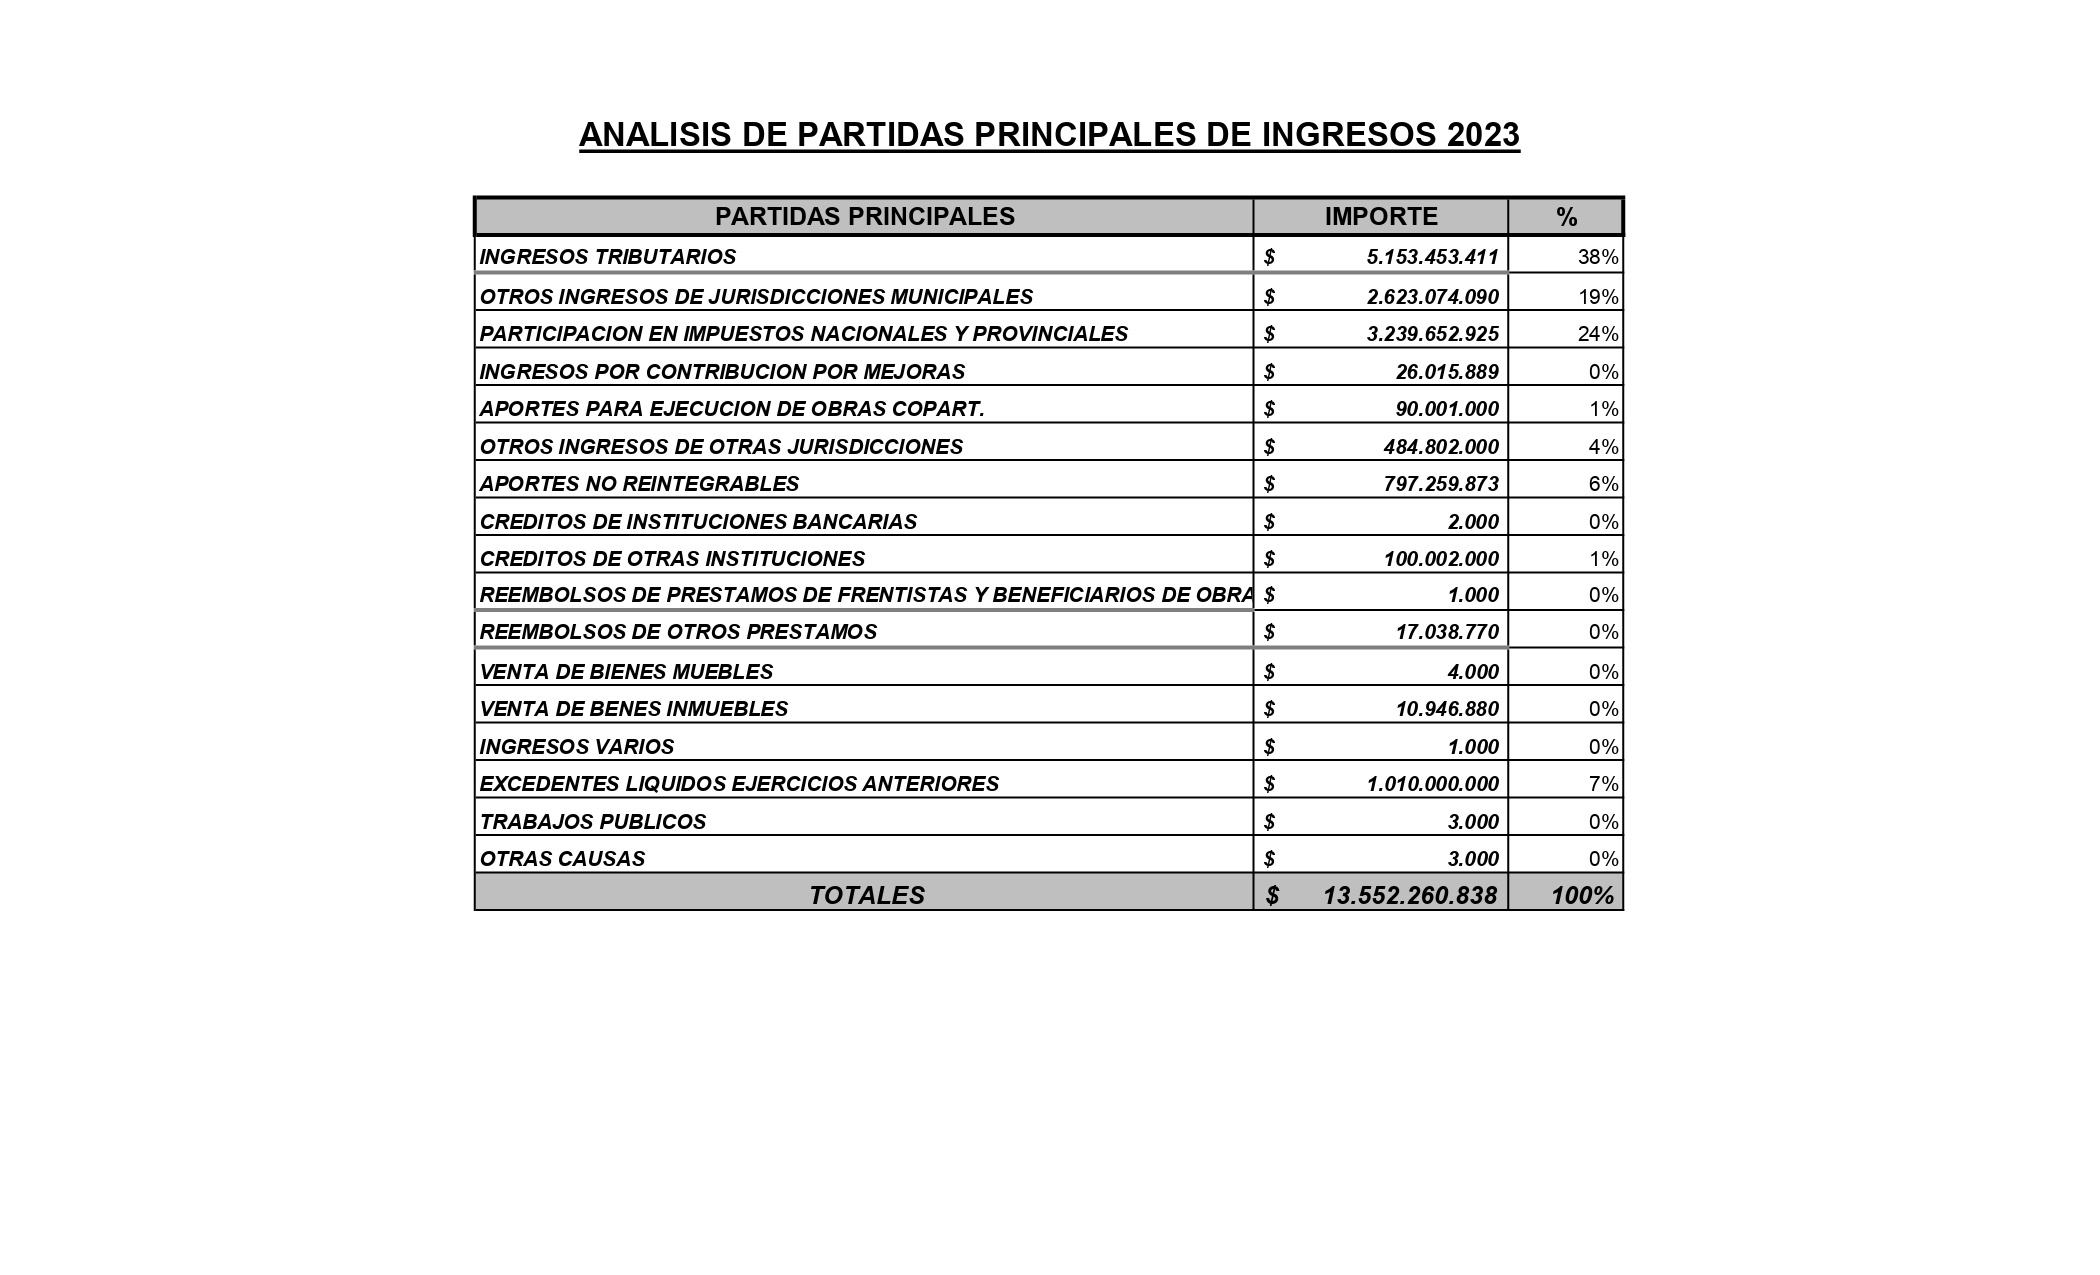 ANALISIS DE PARTIDAS PRINCIPALES DE INGRESOS 2023
PARTIDAS PRINCIPALES IMPORTE %
INGRESOS TRIBUTARIOS $ 5.153.453.411 38%
OTROS INGRESOS DE JURISDICCIONES MUNICIPALES $ 2.623.074.090 19%
PARTICIPACION EN IMPUESTOS NACIONALES Y PROVINCIALES $ 3.239.652.925 24%
INGRESOS POR CONTRIBUCION POR MEJORAS $ 26.015.889 0%
APORTES PARA EJECUCION DE OBRAS COPART. $ 90.001.000 1%
OTROS INGRESOS DE OTRAS JURISDICCIONES $ 484.802.000 4%
APORTES NO REINTEGRABLES $ 797.259.873 6%
CREDITOS DE INSTITUCIONES BANCARIAS $ 2.000 0%
CREDITOS DE OTRAS INSTITUCIONES $ 100.002.000 1%
REEMBOLSOS DE PRESTAMOS DE FRENTISTAS Y BENEFICIARIOS DE OBRA $ 1.000 0%
REEMBOLSOS DE OTROS PRESTAMOS $ 17.038.770 0%
VENTA DE BIENES MUEBLES $ 4.000 0%
VENTA DE BENES INMUEBLES $ 10.946.880 0%
INGRESOS VARIOS $ 1.000 0%
EXCEDENTES LIQUIDOS EJERCICIOS ANTERIORES $ 1.010.000.000 7%
TRABAJOS PUBLICOS $ 3.000 0%
OTRAS CAUSAS $ 3.000 0%
TOTALES $ 13.552.260.838 100%